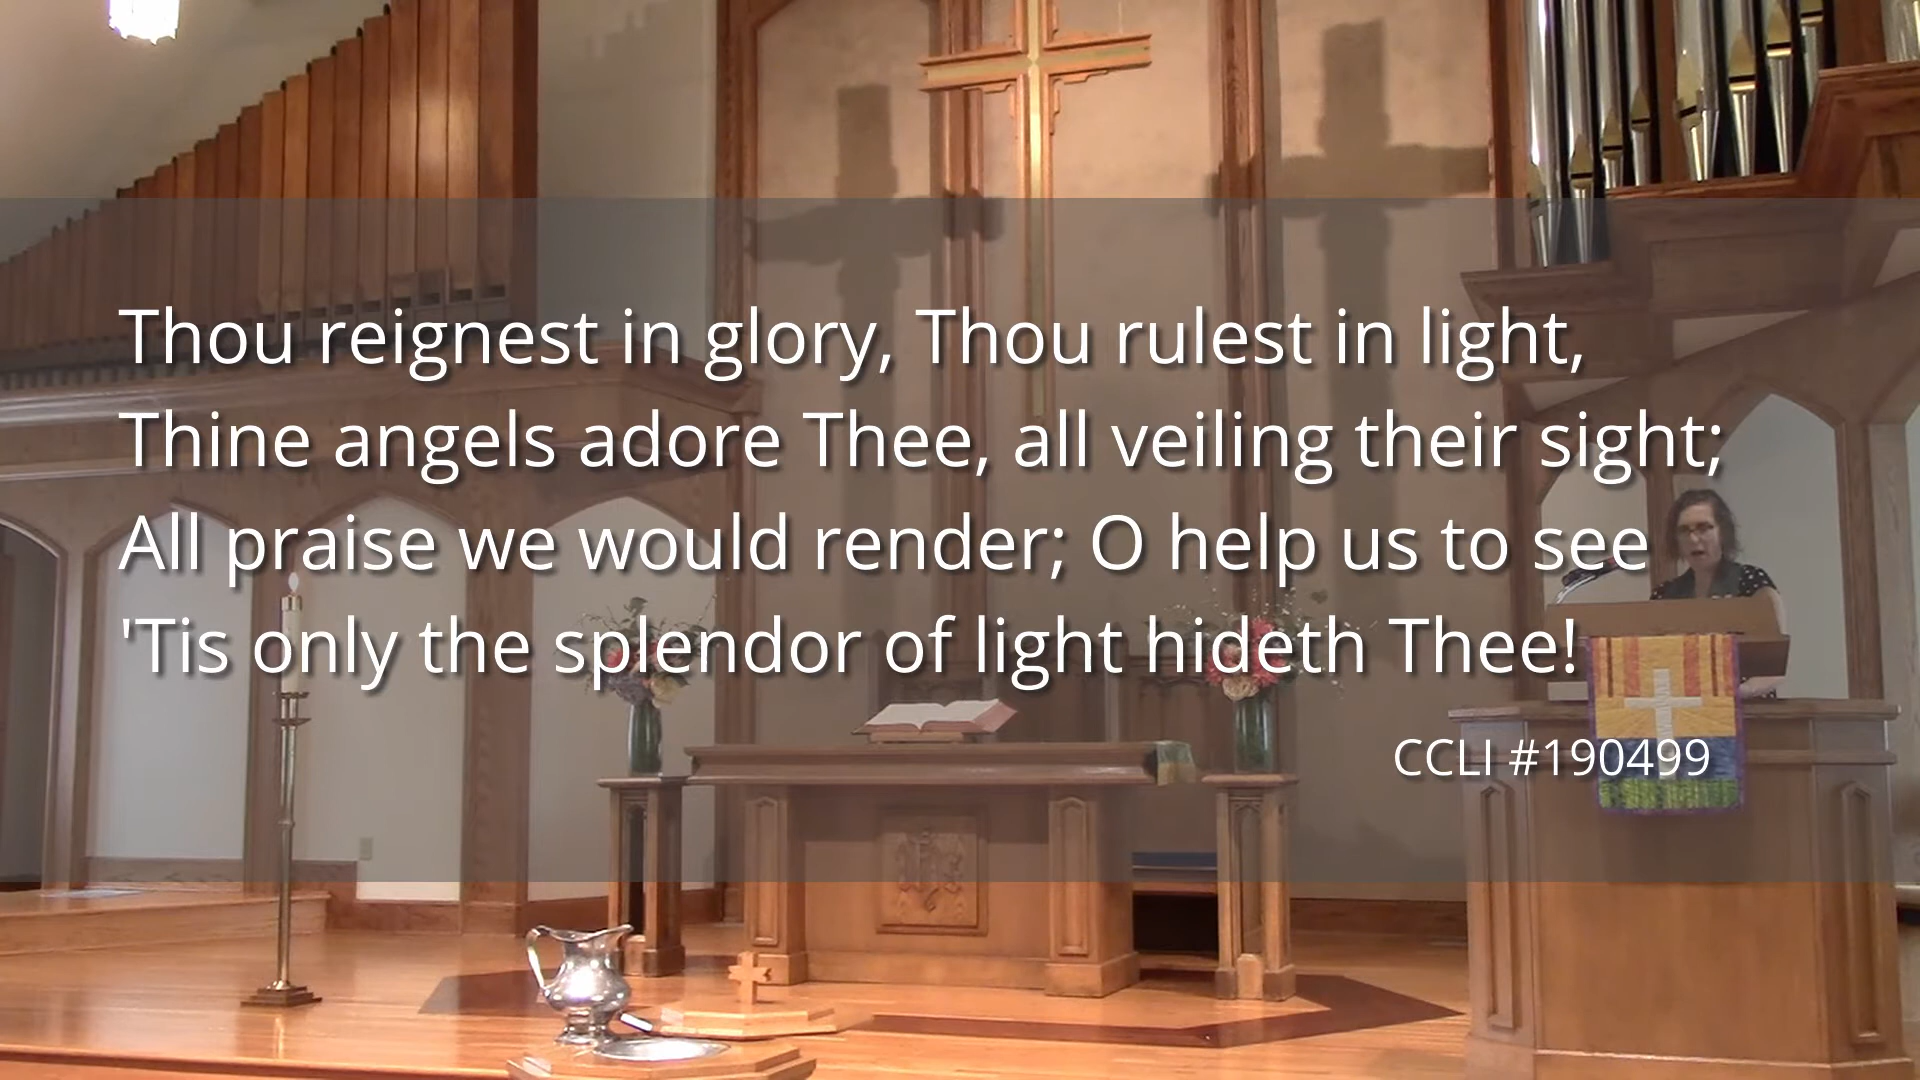 Thou reignest in glory, Thou rulest in light,
Thine angels adore Thee, all veiling their sight;
All praise we would render; O help us to see
'Tis only the splendor of light hideth Thee!
CCLI #190499